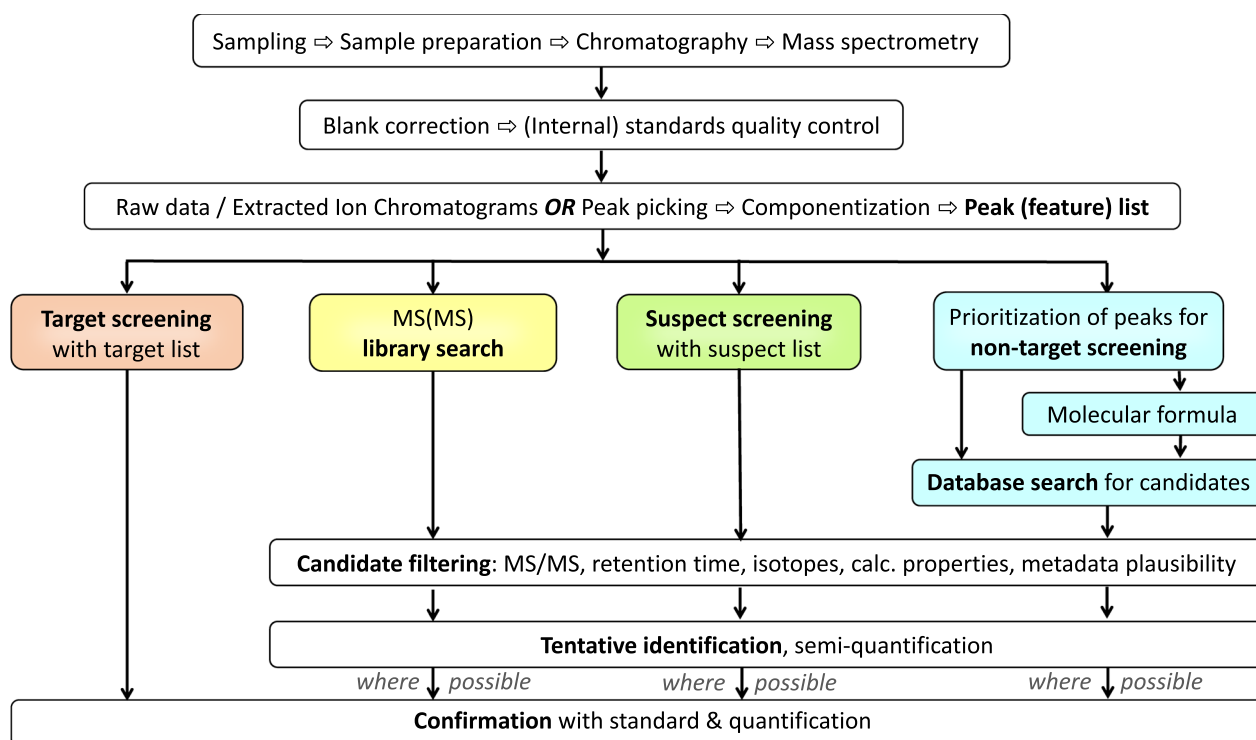 Sampling ⇨ Sample preparation ⇨ Chromatography ⇨ Mass spectrometry
Blank correction ⇨ (Internal) standards quality control
Raw data / Extracted Ion Chromatograms OR Peak picking ⇨ Componentization ⇨ Peak (feature) list
Target screening
with target list
MS(MS)
library search
Suspect screening
with suspect list
Prioritization of peaks for
non-target screening
Molecular formula
Database search for candidates
Candidate filtering: MS/MS, retention time, isotopes, calc. properties, metadata plausibility
Tentative identification, semi-quantification
where possible
where possible
where possible
Confirmation with standard & quantification